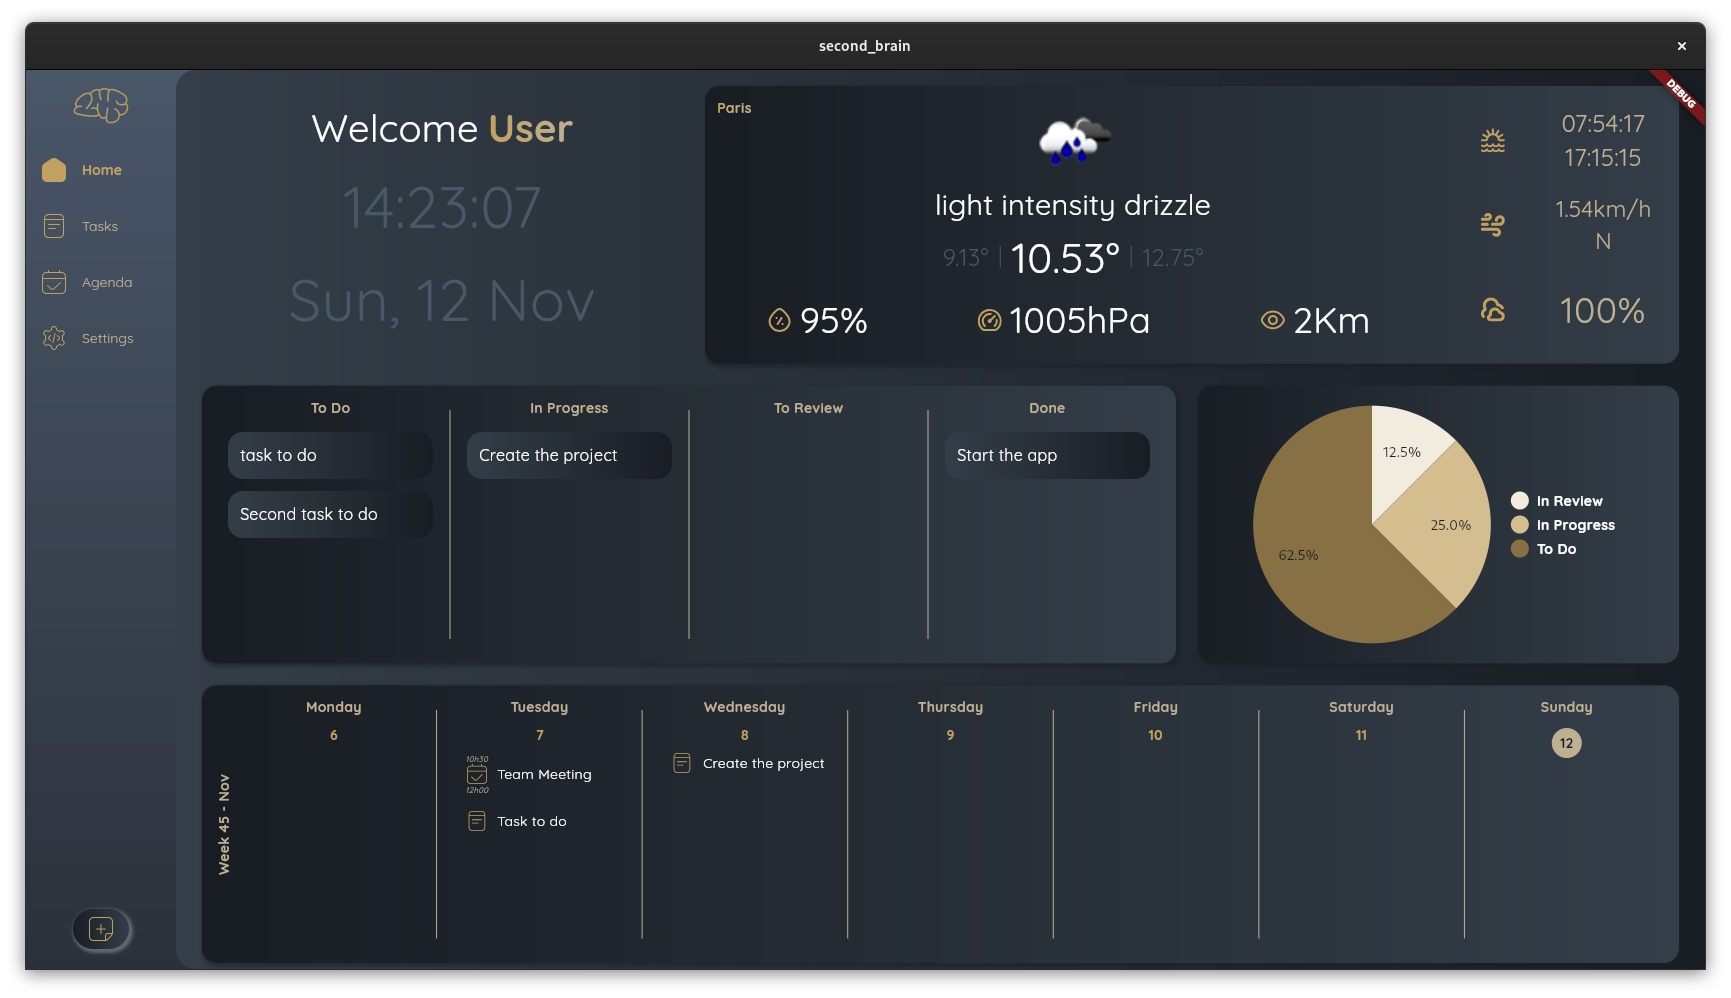 second_brain
DEBUG
Home
Tasks
Agenda
Settings
Welcome User
14:23:07
Sun, 12 Nov
Paris
light intensity drizzle
9.13° | 10.53° | 12.75°
95%
1005hPa
2Km
07:54:17
17:15:15
1.54km/h
N
100%
To Do
task to do
Second task to do
In Progress
Create the project
To Review
Done
Start the app
12.5%
25.0%
62.5%
In Review
In Progress
To Do
Week 45 - Nov
Monday
6
Tuesday
7
10h30
Team Meeting
12h00
Task to do
Wednesday
8
Create the project
Thursday
9
Friday
10
Saturday
11
Sunday
12